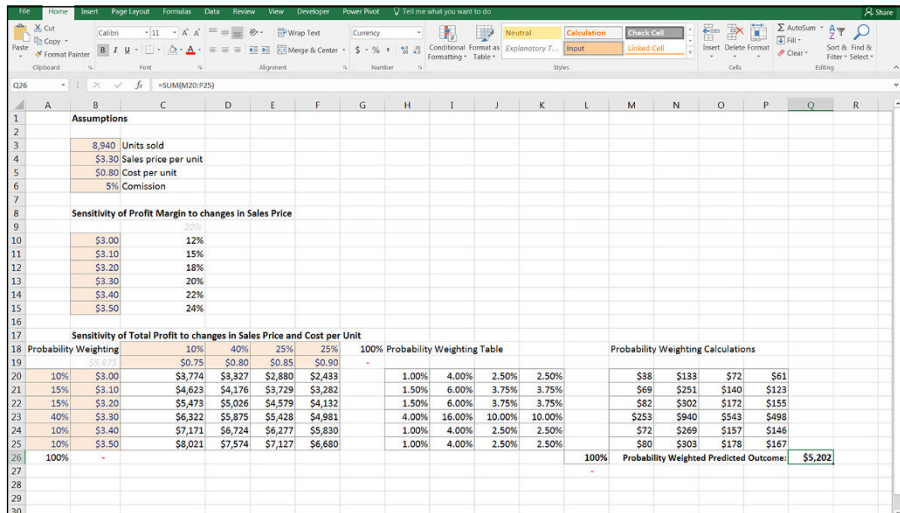 File Home Insert Page Layout Formulas Data Review View Developer Power Pivot Tell me what you want to do Share
Cut Calibri 11 Wrap Text Currency Neutral Calculation Check Cell AutoSum
Paste Copy Conditional Format as Explanatory T... Input Linked Cell Insert Delete Format Fill Sort & Find &
Format Painter B I U Merge & Center $ % Formatting Table Clear Filter Select
Clipboard Font Alignment Number Styles Cells Editing
Q26 fx =SUM(M20:P25)
A B C D E F G H I J K L M N O P Q R
1 Assumptions
2
3 8,940 Units sold
4 $3.30 Sales price per unit
5 $0.80 Cost per unit
6 5% Comission
7
8 Sensitivity of Profit Margin to changes in Sales Price
9 20%
10 $3.00 12%
11 $3.10 15%
12 $3.20 18%
13 $3.30 20%
14 $3.40 22%
15 $3.50 24%
16
17 Sensitivity of Total Profit to changes in Sales Price and Cost per Unit
18 Probability Weighting 10% 40% 25% 25% 100% Probability Weighting Table Probability Weighting Calculations
19 $5,875 $0.75 $0.80 $0.85 $0.90 -
20 10% $3.00 $3,774 $3,327 $2,880 $2,433 1.00% 4.00% 2.50% 2.50% $38 $133 $72 $61
21 15% $3.10 $4,623 $4,176 $3,729 $3,282 1.50% 6.00% 3.75% 3.75% $69 $251 $140 $123
22 15% $3.20 $5,473 $5,026 $4,579 $4,132 1.50% 6.00% 3.75% 3.75% $82 $302 $172 $155
23 40% $3.30 $6,322 $5,875 $5,428 $4,981 4.00% 16.00% 10.00% 10.00% $253 $940 $543 $498
24 10% $3.40 $7,171 $6,724 $6,277 $5,830 1.00% 4.00% 2.50% 2.50% $72 $269 $157 $146
25 10% $3.50 $8,021 $7,574 $7,127 $6,680 1.00% 4.00% 2.50% 2.50% $80 $303 $178 $167
26 100% - 100% Probability Weighted Predicted Outcome: $5,202
27 -
28
29
30